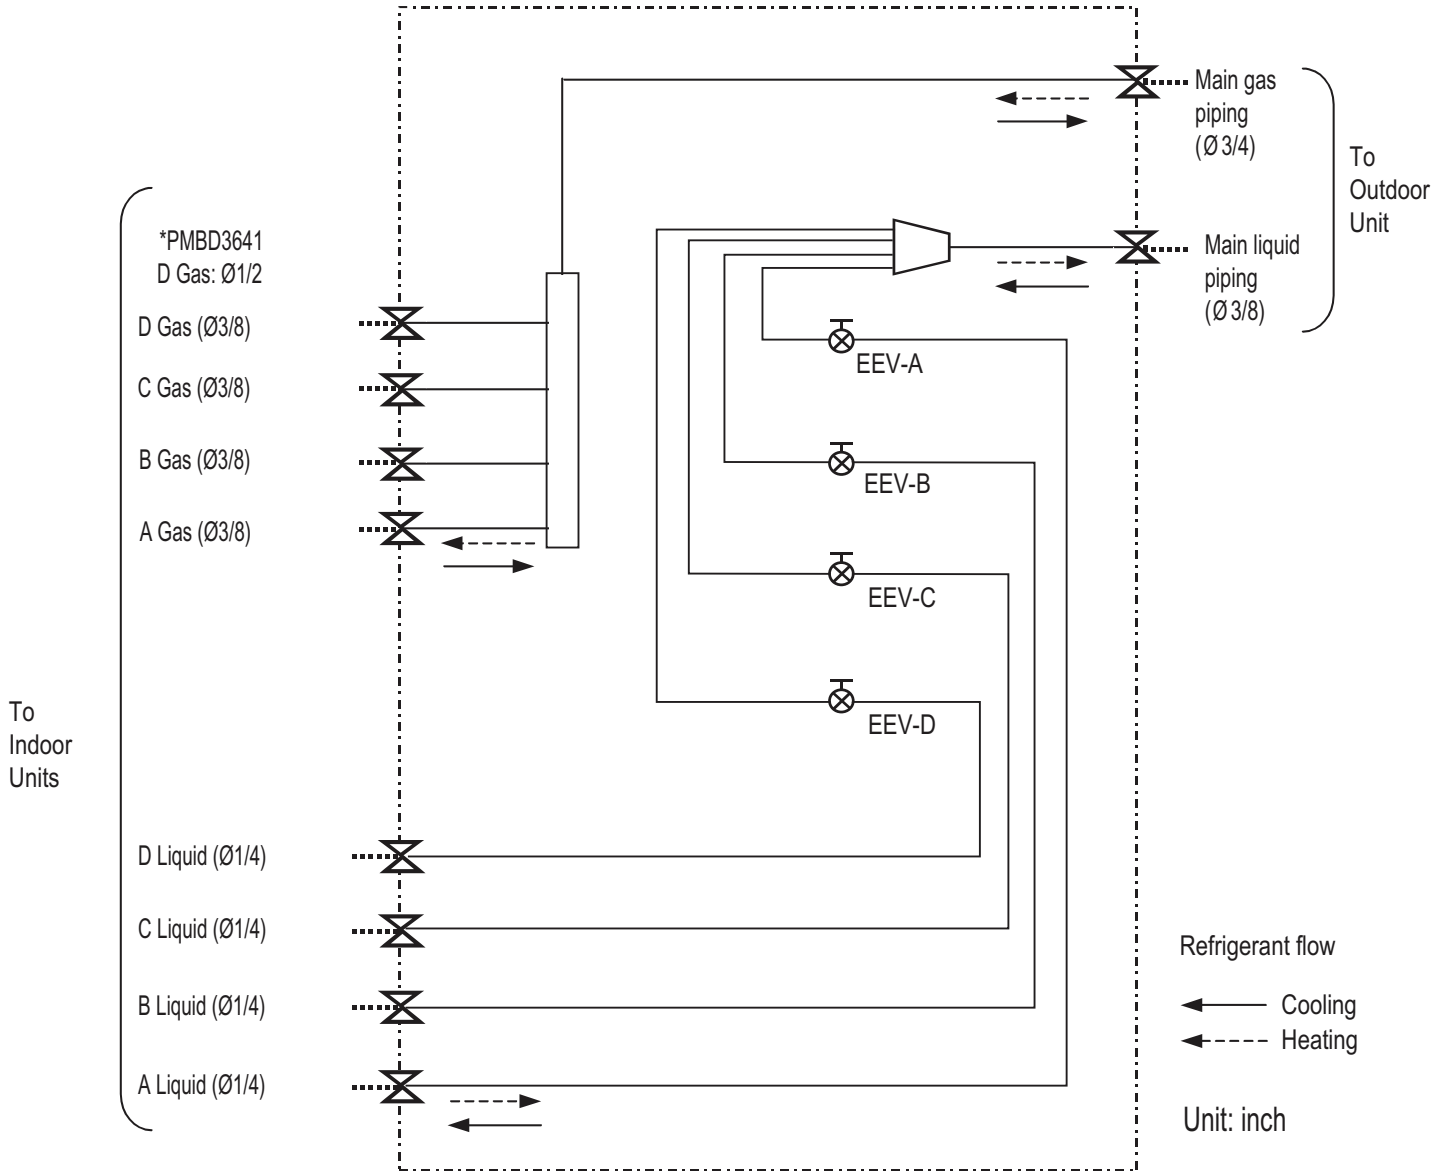 Main gas
piping
(Ø 3/4)
To
Outdoor
Unit
Main liquid
piping
(Ø 3/8)
*PMBD3641
D Gas: Ø1/2
D Gas (Ø3/8)
C Gas (Ø3/8)
B Gas (Ø3/8)
A Gas (Ø3/8)
EEV-A
EEV-B
EEV-C
EEV-D
To
Indoor
Units
D Liquid (Ø1/4)
C Liquid (Ø1/4)
B Liquid (Ø1/4)
A Liquid (Ø1/4)
Refrigerant flow
Cooling
Heating
Unit: inch